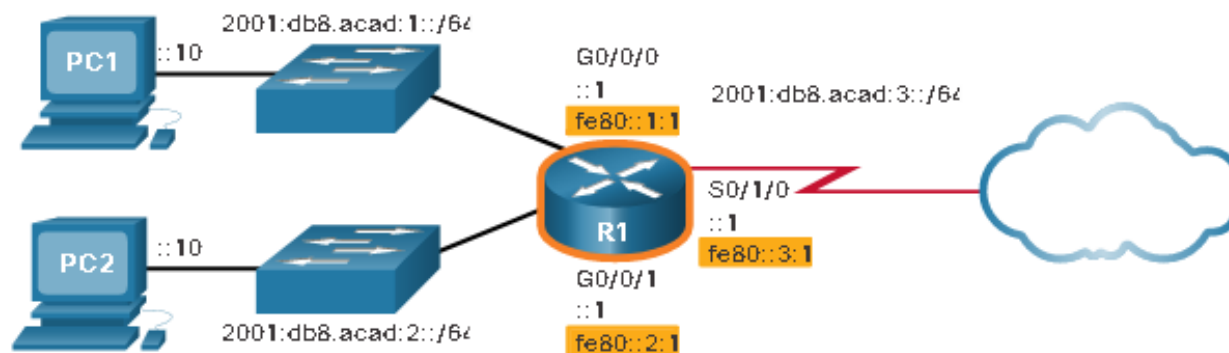 2001:db8.acad:1::/64
PC1
::10
G0/0/0
::1
fe80::1:1
2001:db8.acad:3::/64
S0/1/0
::1
fe80::3:1
R1
PC2
::10
G0/0/1
::1
fe80::2:1
2001:db8.acad:2::/64